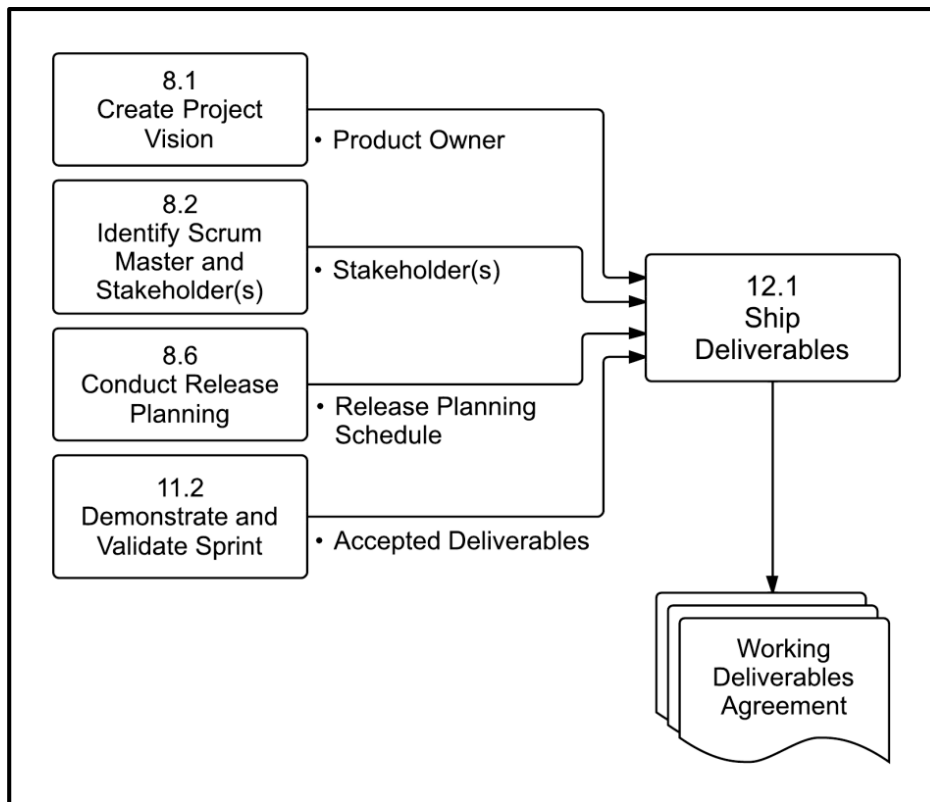 8.1
Create Project
Vision
• Product Owner
8.2
Identify Scrum
Master and
Stakeholder(s)
• Stakeholder(s)
8.6
Conduct Release
Planning
• Release Planning
Schedule
11.2
Demonstrate and
Validate Sprint
• Accepted Deliverables
12.1
Ship
Deliverables
Working
Deliverables
Agreement